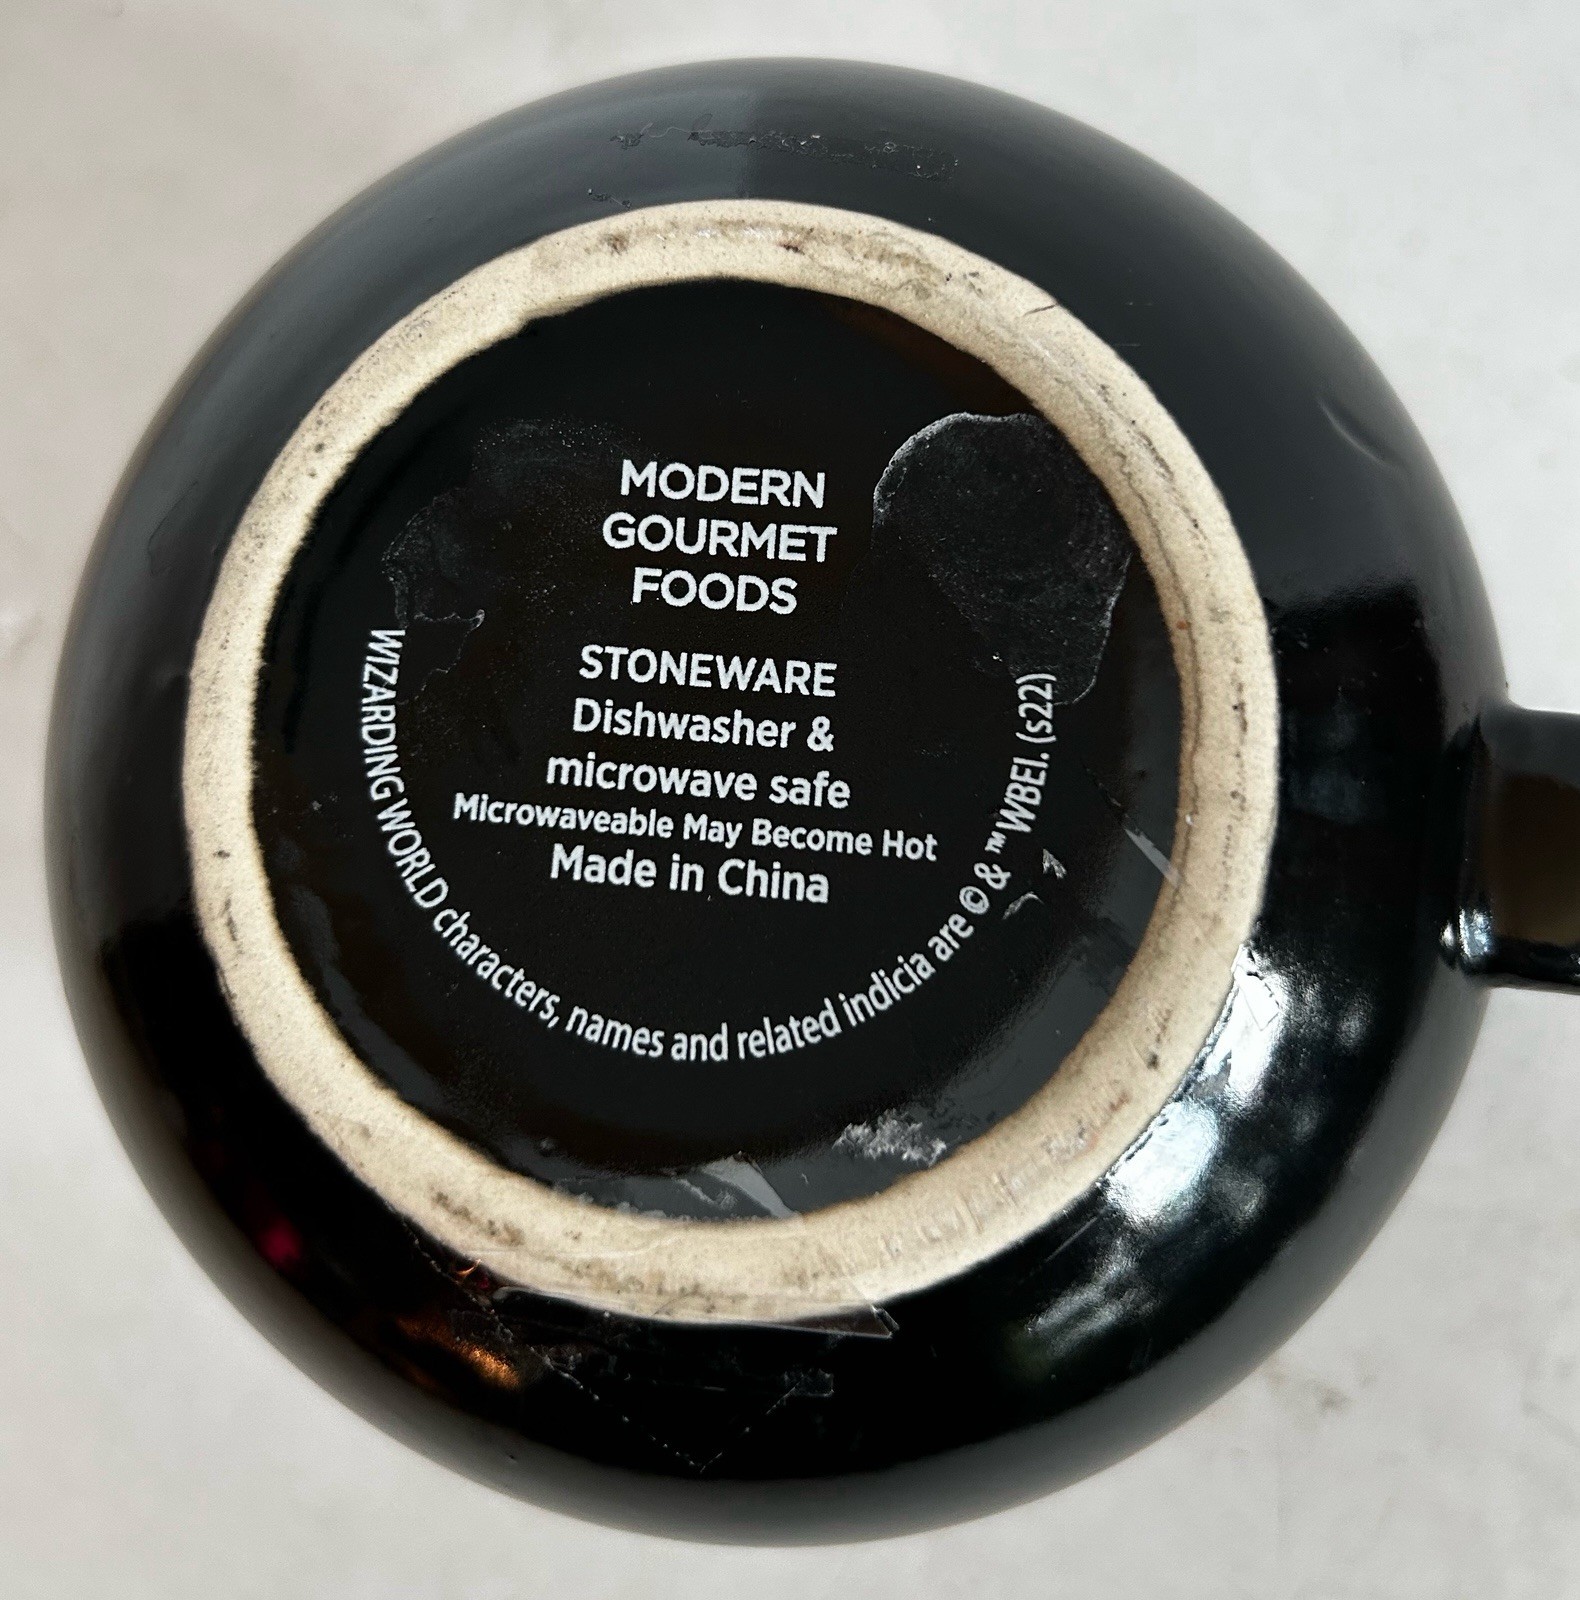 MODERN
GOURMET
FOODS
STONEWARE
Dishwasher &
microwave safe
Microwaveable May Become Hot
Made in China
WIZARDING WORLD characters, names and related indicia are © & ™ WBEI. (s22)